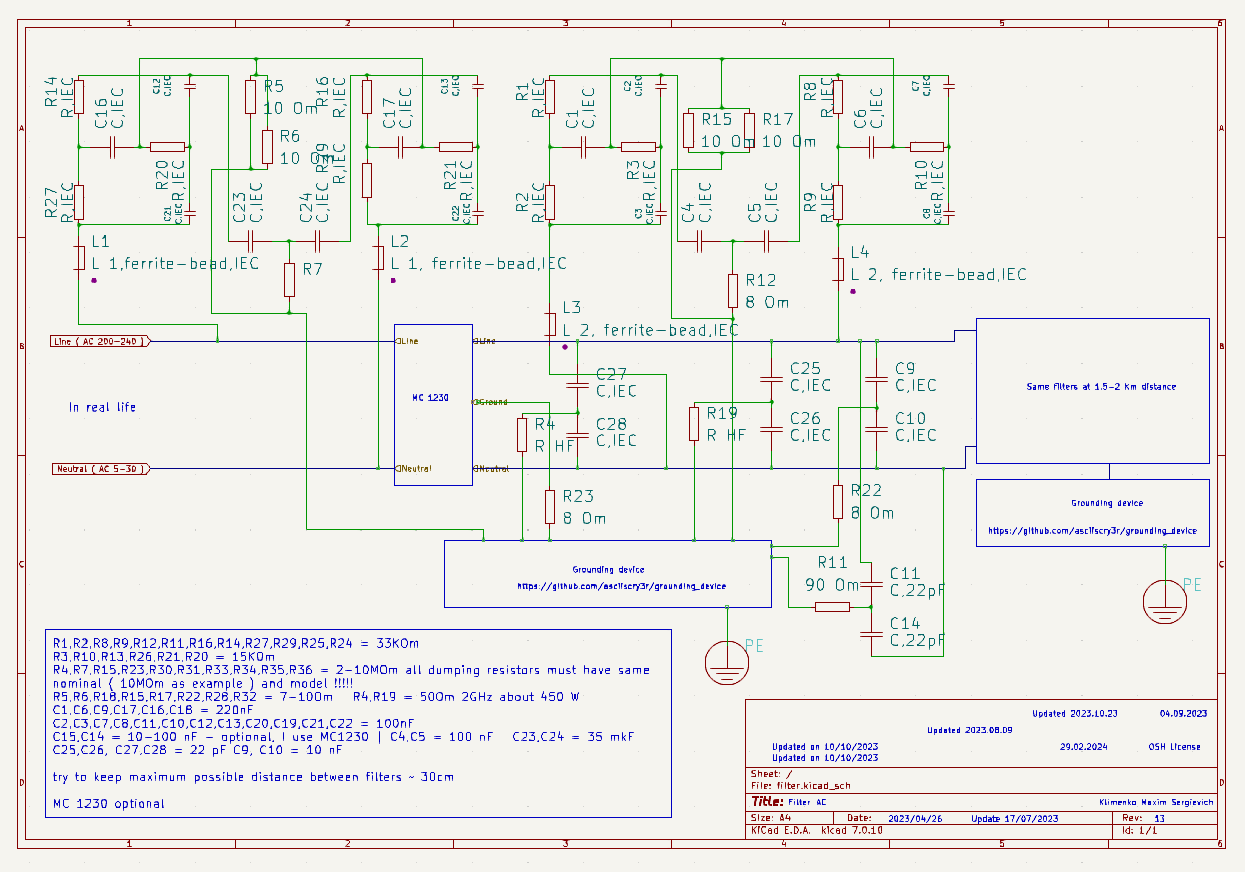 1 2 3 4 5 6
A
B
C
D
R14
R,IEC
C16
C,IEC
C12
C,IEC
R5
10 Om
R6
10 Om
R16
R,IEC
C17
C,IEC
C13
C,IEC
R1
R,IEC
C1
C,IEC
C2
C,IEC
R15
10 Om
R17
10 Om
R8
R,IEC
C6
C,IEC
C7
C,IEC
R27
R,IEC
R20
R,IEC
C21
C,IEC
C23
C,IEC
C24
C,IEC
R29
R,IEC
R21
R,IEC
C22
C,IEC
R2
R,IEC
R3
R,IEC
C3
C,IEC
C4
C,IEC
C5
C,IEC
R9
R,IEC
R10
R,IEC
C8
C,IEC
L1
L 1,ferrite-bead,IEC
R7
L2
L 1, ferrite-bead,IEC
L3
L 2, ferrite-bead,IEC
R12
8 Om
L4
L 2, ferrite-bead,IEC
Line ( AC 200-240 )
In real life
Neutral ( AC 5-30 )
Line
MC 1230
Neutral
Line
Ground
Neutral
C27
C,IEC
C28
C,IEC
R4
R HF
R19
R HF
C25
C,IEC
C26
C,IEC
C9
C,IEC
C10
C,IEC
Same filters at 1.5-2 km distance
R23
8 Om
R22
8 Om
Grounding device
https://github.com/asciiscry3r/grounding_device
Grounding device
https://github.com/asciiscry3r/grounding_device
R11
90 Om
C11
C,22pF
C14
C,22pF
PE
PE
R1,R2,R8,R9,R12,R11,R16,R14,R27,R29,R25,R24 = 33KOm
R3,R10,R13,R26,R21,R20 = 15KOm
R4,R7,R15,R23,R30,R31,R33,R34,R35,R36 = 2-10MOm all dumping resistors must have same
nominal ( 10MOm as example ) and model !!!!!
R5,R6,R18,R15,R17,R22,R28,R32 = 7-10Om   R4,R19 = 50Om 2GHz about 450 W
C1,C6,C9,C17,C16,C18 = 220nF
C2,C3,C7,C8,C11,C10,C12,C13,C20,C19,C21,C22 = 100nF
C15,C14 = 10-100 nF - optional, I use MC1230 | C4,C5 = 100 nF   C23,C24 = 35 mkF
C25,C26, C27,C28 = 22 pF C9, C10 = 10 nF
try to keep maximum possible distance between filters ~ 30cm
MC 1230 optional
Updated 2023.10.23 04.09.2023
Updated 2023.08.09
Updated on 10/10/2023 29.02.2024 OSH License
Updated on 10/10/2023
Sheet: /
File: filter.kicad_sch
Title: Filter AC Klimenko Maxim Sergievich
Size: A4 Date: 2023/04/26 Update 17/07/2023 Rev: 13
KiCad E.D.A. kicad 7.0.10 Id: 1/1
1 2 3 4 5 6
A
B
C
D